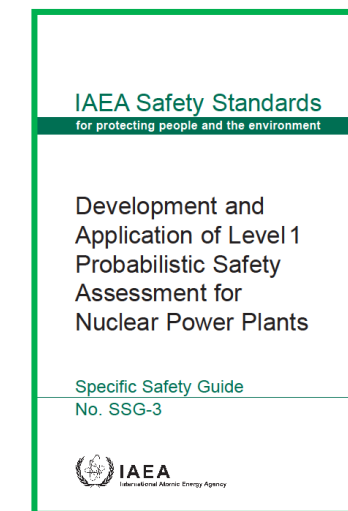 IAEA Safety Standards
for protecting people and the environment
Development and
Application of Level 1
Probabilistic Safety
Assessment for
Nuclear Power Plants
Specific Safety Guide
No. SSG-3
IAEA
International Atomic Energy Agency